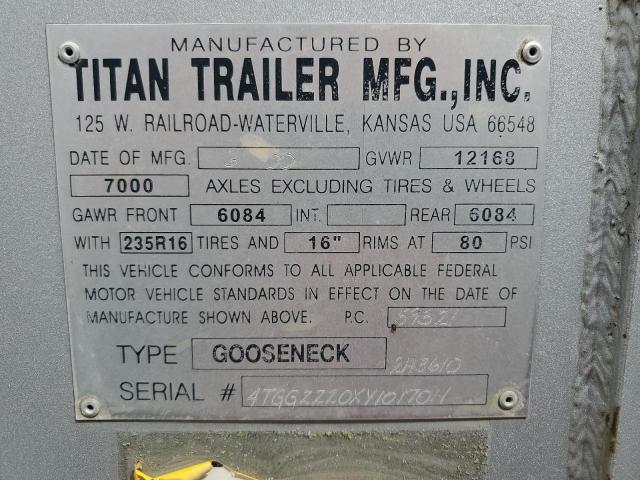 MANUFACTURED BY
TITAN TRAILER MFG.,INC.
125 W. RAILROAD-WATERVILLE, KANSAS USA 66548
DATE OF MFG. GVWR 12168
7000 AXLES EXCLUDING TIRES & WHEELS
GAWR FRONT 6084 INT. REAR 6084
WITH 235R16 TIRES AND 16" RIMS AT 80 PSI
THIS VEHICLE CONFORMS TO ALL APPLICABLE FEDERAL
MOTOR VEHICLE STANDARDS IN EFFECT ON THE DATE OF
MANUFACTURE SHOWN ABOVE. P.C.
TYPE GOOSENECK
SERIAL #